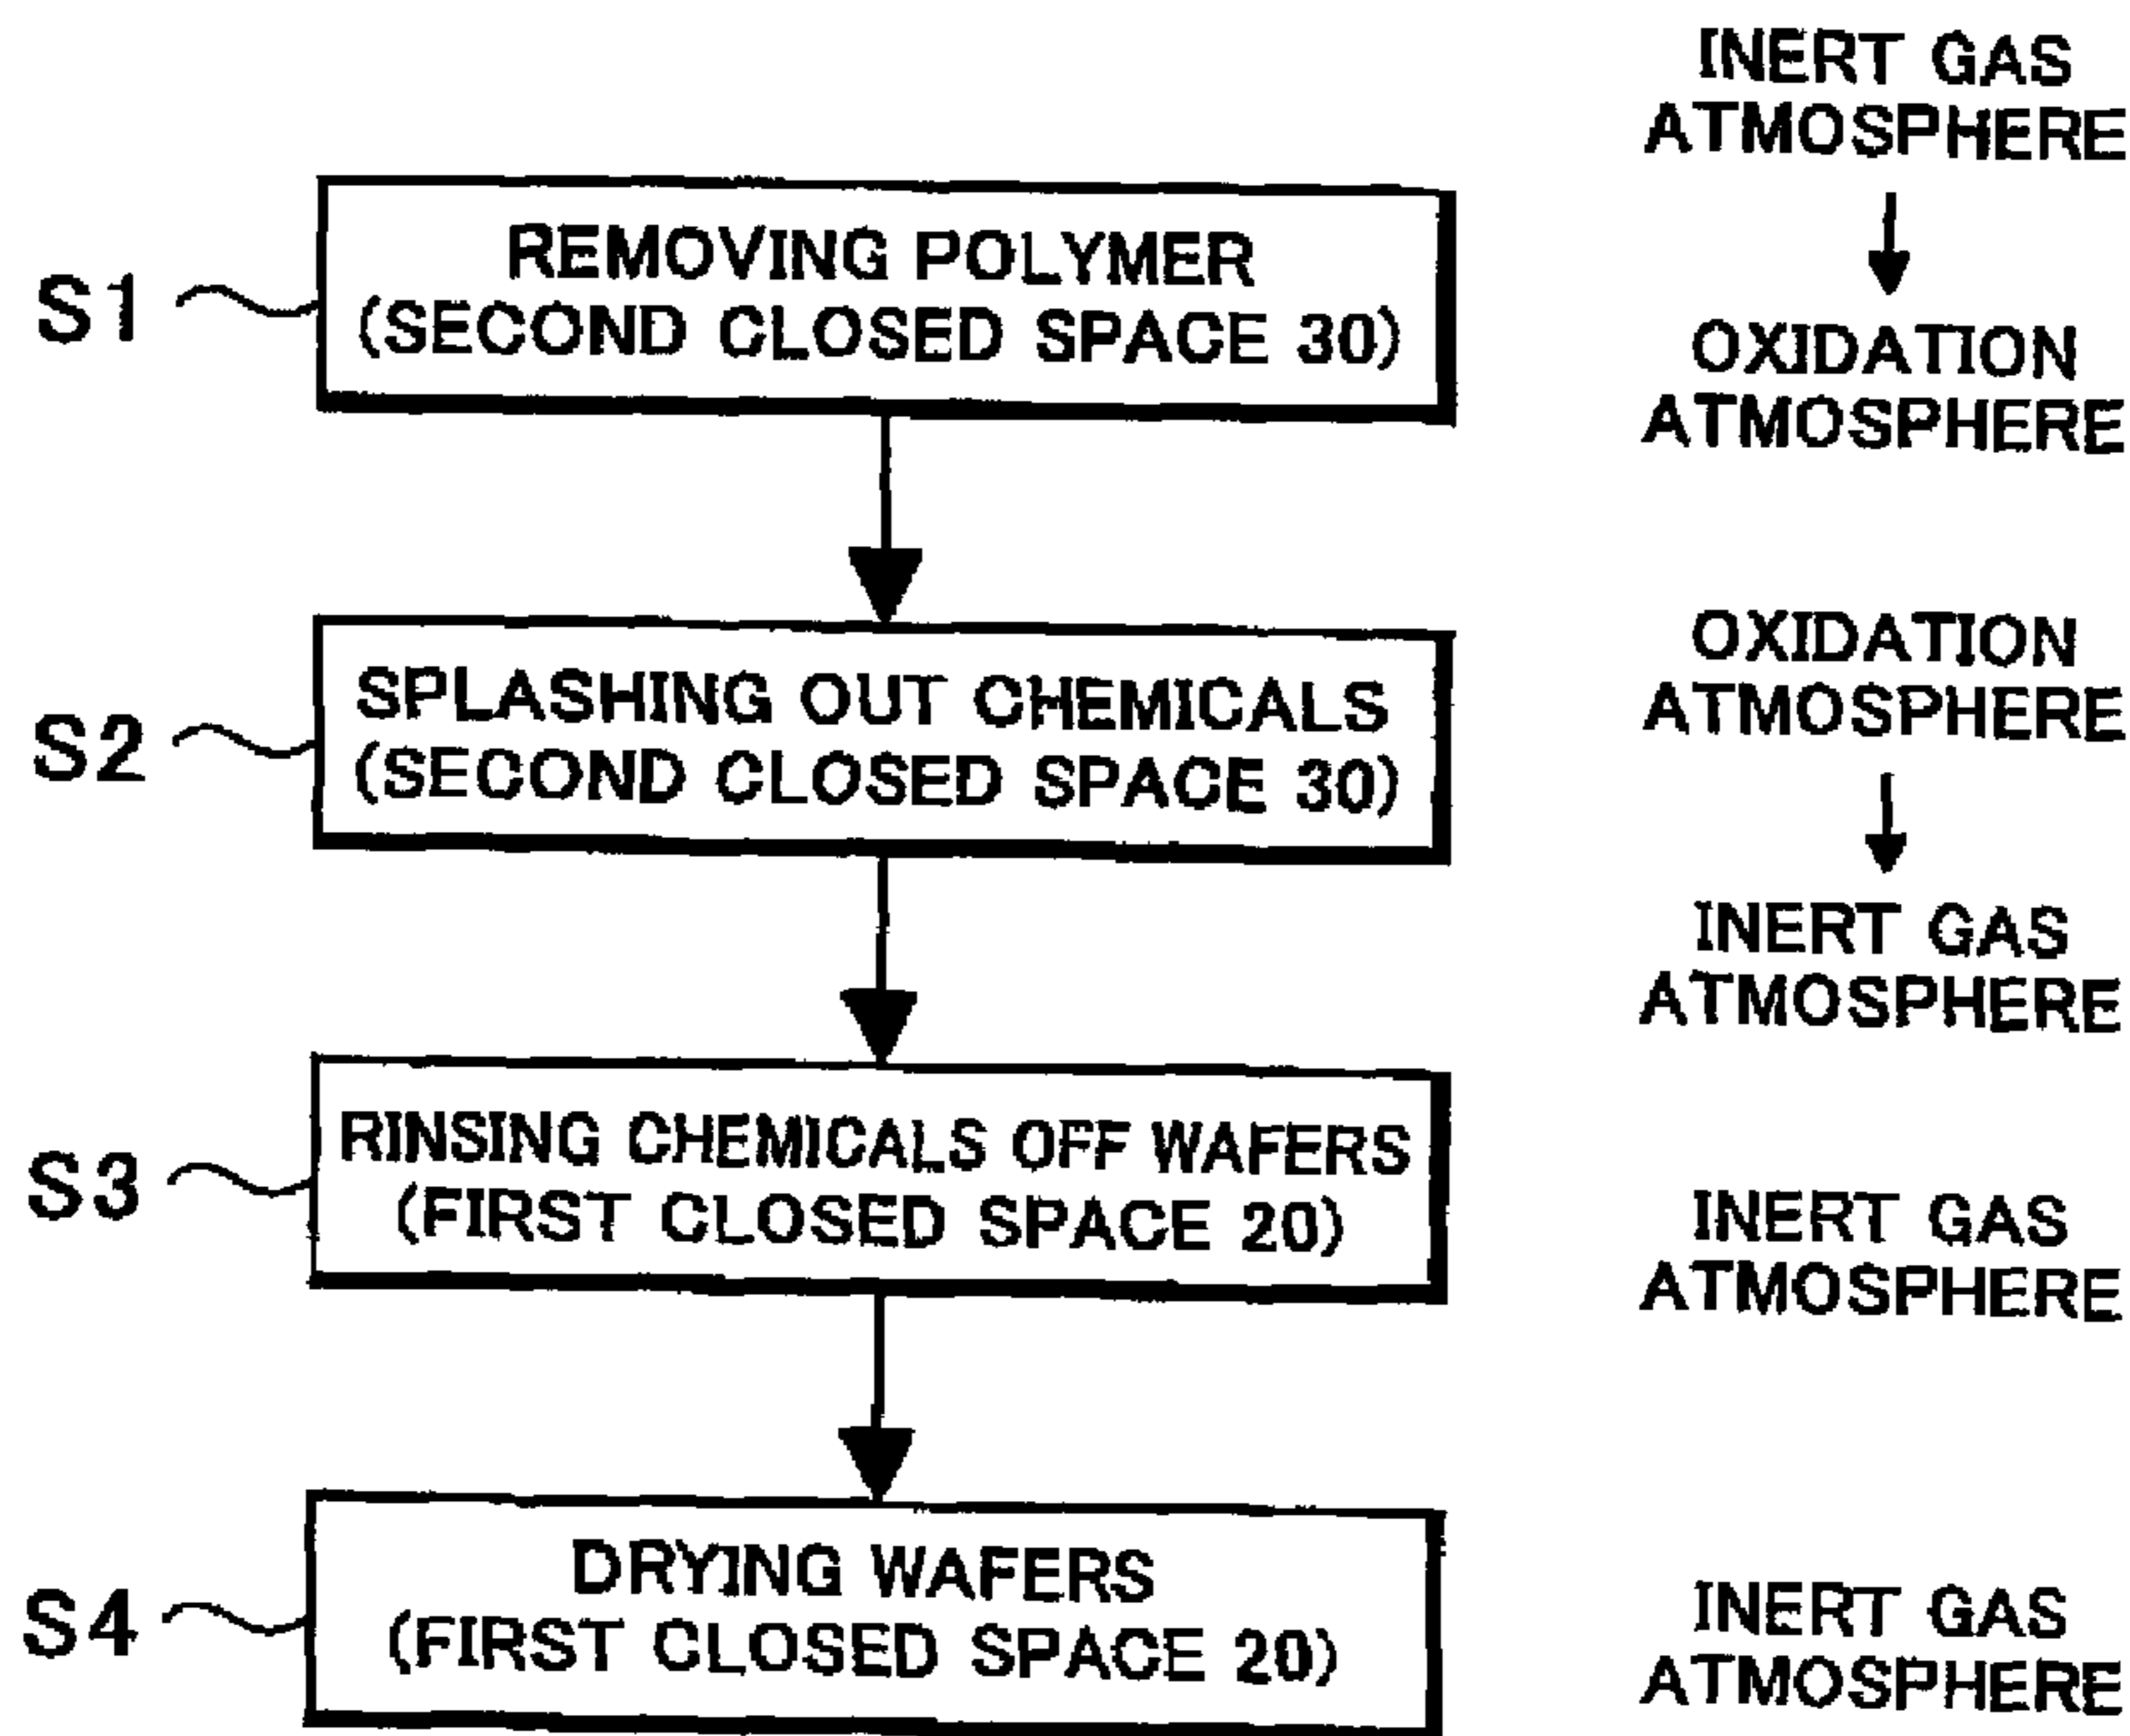 INERT GAS
ATMOSPHERE
S1
REMOVING POLYMER
(SECOND CLOSED SPACE 30)
OXIDATION
ATMOSPHERE
S2
SPLASHING OUT CHEMICALS
(SECOND CLOSED SPACE 30)
OXIDATION
ATMOSPHERE
INERT GAS
ATMOSPHERE
S3
RINSING CHEMICALS OFF WAFERS
(FIRST CLOSED SPACE 20)
INERT GAS
ATMOSPHERE
S4
DRYING WAFERS
(FIRST CLOSED SPACE 20)
INERT GAS
ATMOSPHERE